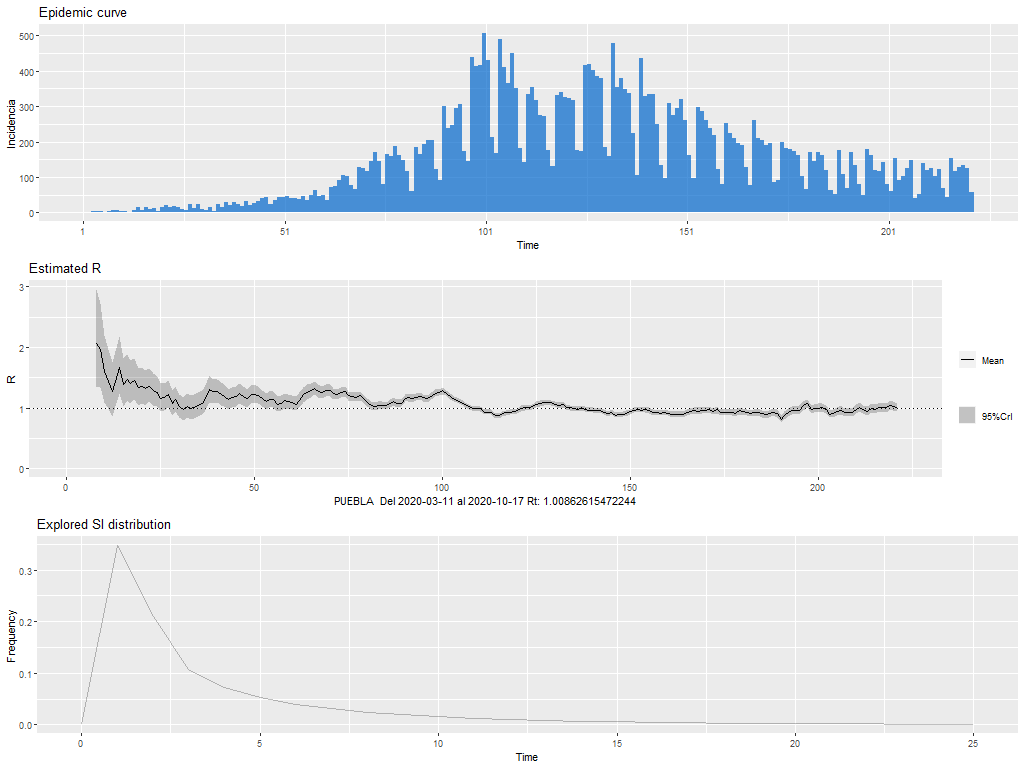 Epidemic curve
500
400
300
200
100
0
Incidencia
1 51 101 151 201
Time
Estimated R
3
2
1
0
R
Mean
95%CrI
0 50 100 150 200
PUEBLA Del 2020-03-11 al 2020-10-17 Rt: 1.00862615472244
Explored SI distribution
0.3
0.2
0.1
0.0
Frequency
0 5 10 15 20 25
Time